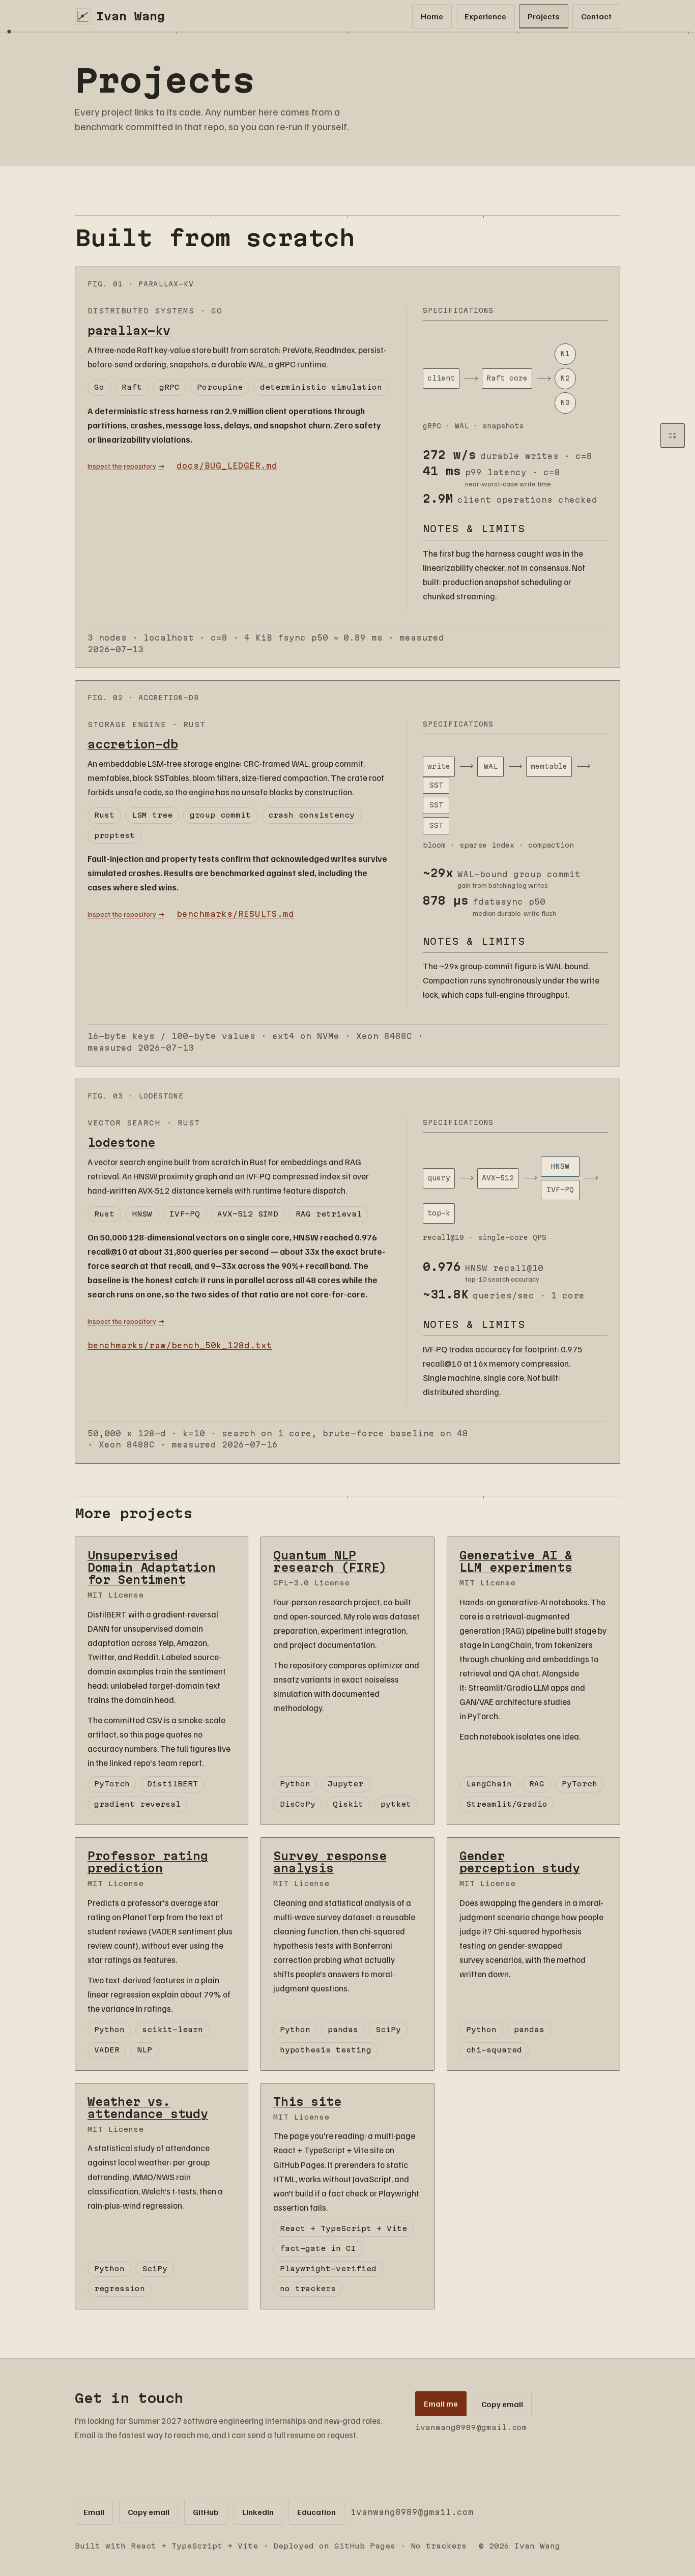 Ivan Wang
Home Experience Projects Contact
Projects
Every project links to its code. Any number here comes from a
benchmark committed in that repo, so you can re-run it yourself.
Built from scratch
FIG. 01 · PARALLAX-KV
DISTRIBUTED SYSTEMS · GO
parallax-kv
A three-node Raft key-value store built from scratch: PreVote, ReadIndex, persist-
before-send ordering, snapshots, a durable WAL, a gRPC runtime.
Go Raft gRPC Porcupine deterministic simulation
A deterministic stress harness ran 2.9 million client operations through
partitions, crashes, message loss, delays, and snapshot churn. Zero safety
or linearizability violations.
Inspect the repository → docs/BUG_LEDGER.md
SPECIFICATIONS
client → Raft core → N1
N2
N3
gRPC · WAL · snapshots
272 w/s durable writes · c=8
41 ms p99 latency · c=8
near-worst-case write time
2.9M client operations checked
NOTES & LIMITS
The first bug the harness caught was in the
linearizability checker, not in consensus. Not
built: production snapshot scheduling or
chunked streaming.
3 nodes · localhost · c=8 · 4 KiB fsync p50 ≈ 0.89 ms · measured
2026-07-13
FIG. 02 · ACCRETION-DB
STORAGE ENGINE · RUST
accretion-db
An embeddable LSM-tree storage engine: CRC-framed WAL, group commit,
memtables, block SSTables, bloom filters, size-tiered compaction. The crate root
forbids unsafe code, so the engine has no unsafe blocks by construction.
Rust LSM tree group commit crash consistency
proptest
Fault-injection and property tests confirm that acknowledged writes survive
simulated crashes. Results are benchmarked against sled, including the
cases where sled wins.
Inspect the repository → benchmarks/RESULTS.md
SPECIFICATIONS
write → WAL → memtable →
SST
SST
SST
bloom · sparse index · compaction
~29x WAL-bound group commit
gain from batching log writes
878 µs fdatasync p50
median durable-write flush
NOTES & LIMITS
The ~29x group-commit figure is WAL-bound.
Compaction runs synchronously under the write
lock, which caps full-engine throughput.
16-byte keys / 100-byte values · ext4 on NVMe · Xeon 8488C ·
measured 2026-07-13
FIG. 03 · LODESTONE
VECTOR SEARCH · RUST
lodestone
A vector search engine built from scratch in Rust for embeddings and RAG
retrieval. An HNSW proximity graph and an IVF-PQ compressed index sit over
hand-written AVX-512 distance kernels with runtime feature dispatch.
Rust HNSW IVF-PQ AVX-512 SIMD RAG retrieval
On 50,000 128-dimensional vectors on a single core, HNSW reached 0.976
recall@10 at about 31,800 queries per second — about 33x the exact brute-
force search at that recall, and 9–33x across the 90%+ recall band. The
baseline is the honest catch: it runs in parallel across all 48 cores while the
search runs on one, so the two sides of that ratio are not core-for-core.
Inspect the repository →
benchmarks/raw/bench_50k_128d.txt
SPECIFICATIONS
query → AVX-512 → HNSW →
IVF-PQ
top-k
recall@10 · single-core QPS
0.976 HNSW recall@10
top-10 search accuracy
~31.8K queries/sec · 1 core
NOTES & LIMITS
IVF-PQ trades accuracy for footprint: 0.975
recall@10 at 16x memory compression.
Single machine, single core. Not built:
distributed sharding.
50,000 x 128-d · k=10 · search on 1 core, brute-force baseline on 48
· Xeon 8488C · measured 2026-07-16
More projects
Unsupervised
Domain Adaptation
for Sentiment
MIT License
DistilBERT with a gradient-reversal
DANN for unsupervised domain
adaptation across Yelp, Amazon,
Twitter, and Reddit. Labeled source-
domain examples train the sentiment
head; unlabeled target-domain text
trains the domain head.
The committed CSV is a smoke-scale
artifact, so this page quotes no
accuracy numbers. The full figures live
in the linked repo's team report.
PyTorch DistilBERT
gradient reversal
Quantum NLP
research (FIRE)
GPL-3.0 License
Four-person research project, co-built
and open-sourced. My role was dataset
preparation, experiment integration,
and project documentation.
The repository compares optimizer and
ansatz variants in exact noiseless
simulation with documented
methodology.
Python Jupyter
DisCoPy Qiskit pytket
Generative AI &
LLM experiments
MIT License
Hands-on generative-AI notebooks. The
core is a retrieval-augmented
generation (RAG) pipeline built stage by
stage in LangChain, from tokenizers
through chunking and embeddings to
retrieval and QA chat. Alongside
it: Streamlit/Gradio LLM apps and
GAN/VAE architecture studies
in PyTorch.
Each notebook isolates one idea.
LangChain RAG PyTorch
Streamlit/Gradio
Professor rating
prediction
MIT License
Predicts a professor's average star
rating on PlanetTerp from the text of
student reviews (VADER sentiment plus
review count), without ever using the
star ratings as features.
Two text-derived features in a plain
linear regression explain about 79% of
the variance in ratings.
Python scikit-learn
VADER NLP
Survey response
analysis
MIT License
Cleaning and statistical analysis of a
multi-wave survey dataset: a reusable
cleaning function, then chi-squared
hypothesis tests with Bonferroni
correction probing what actually
shifts people's answers to moral-
judgment questions.
Python pandas SciPy
hypothesis testing
Gender
perception study
MIT License
Does swapping the genders in a moral-
judgment scenario change how people
judge it? Chi-squared hypothesis
testing on gender-swapped
survey scenarios, with the method
written down.
Python pandas
chi-squared
Weather vs.
attendance study
MIT License
A statistical study of attendance
against local weather: per-group
detrending, WMO/NWS rain
classification, Welch's t-tests, then a
rain-plus-wind regression.
Python SciPy
regression
This site
MIT License
The page you're reading: a multi-page
React + TypeScript + Vite site on
GitHub Pages. It prerenders to static
HTML, works without JavaScript, and
won't build if a fact check or Playwright
assertion fails.
React + TypeScript + Vite
fact-gate in CI
Playwright-verified
no trackers
Get in touch
I'm looking for Summer 2027 software engineering internships and new-grad roles.
Email is the fastest way to reach me, and I can send a full resume on request.
Email me Copy email
ivanwang8989@gmail.com
Email Copy email GitHub LinkedIn Education ivanwang8989@gmail.com
Built with React + TypeScript + Vite · Deployed on GitHub Pages · No trackers © 2026 Ivan Wang